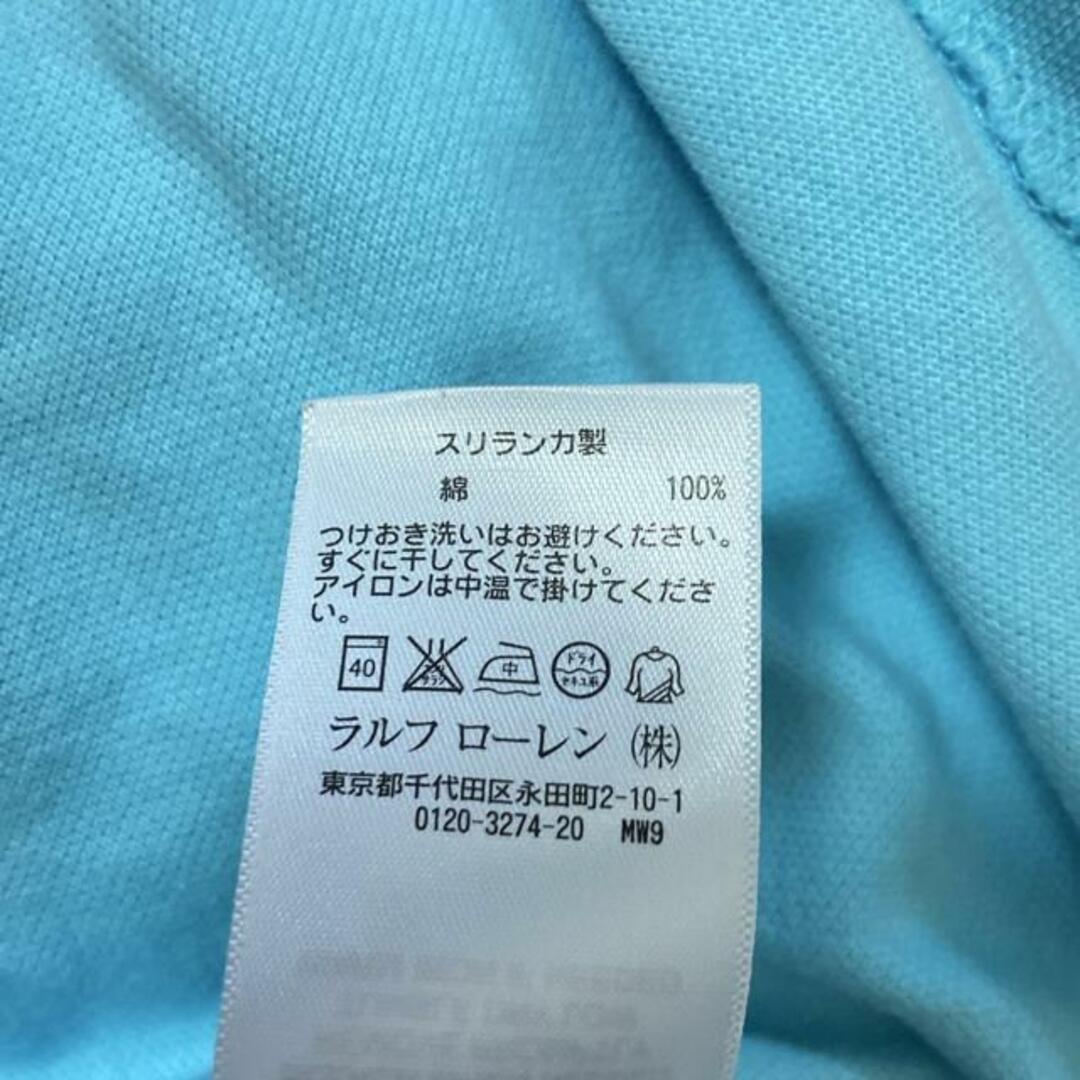 スリランカ製
綿 100%
つけおき洗いはお避けください。
すぐに干してください。
アイロンは中温で掛けてくださ
い。
40 中 ドライ セキユ系
ラルフ ローレン (株)
東京都千代田区永田町2-10-1
0120-3274-20 MW9